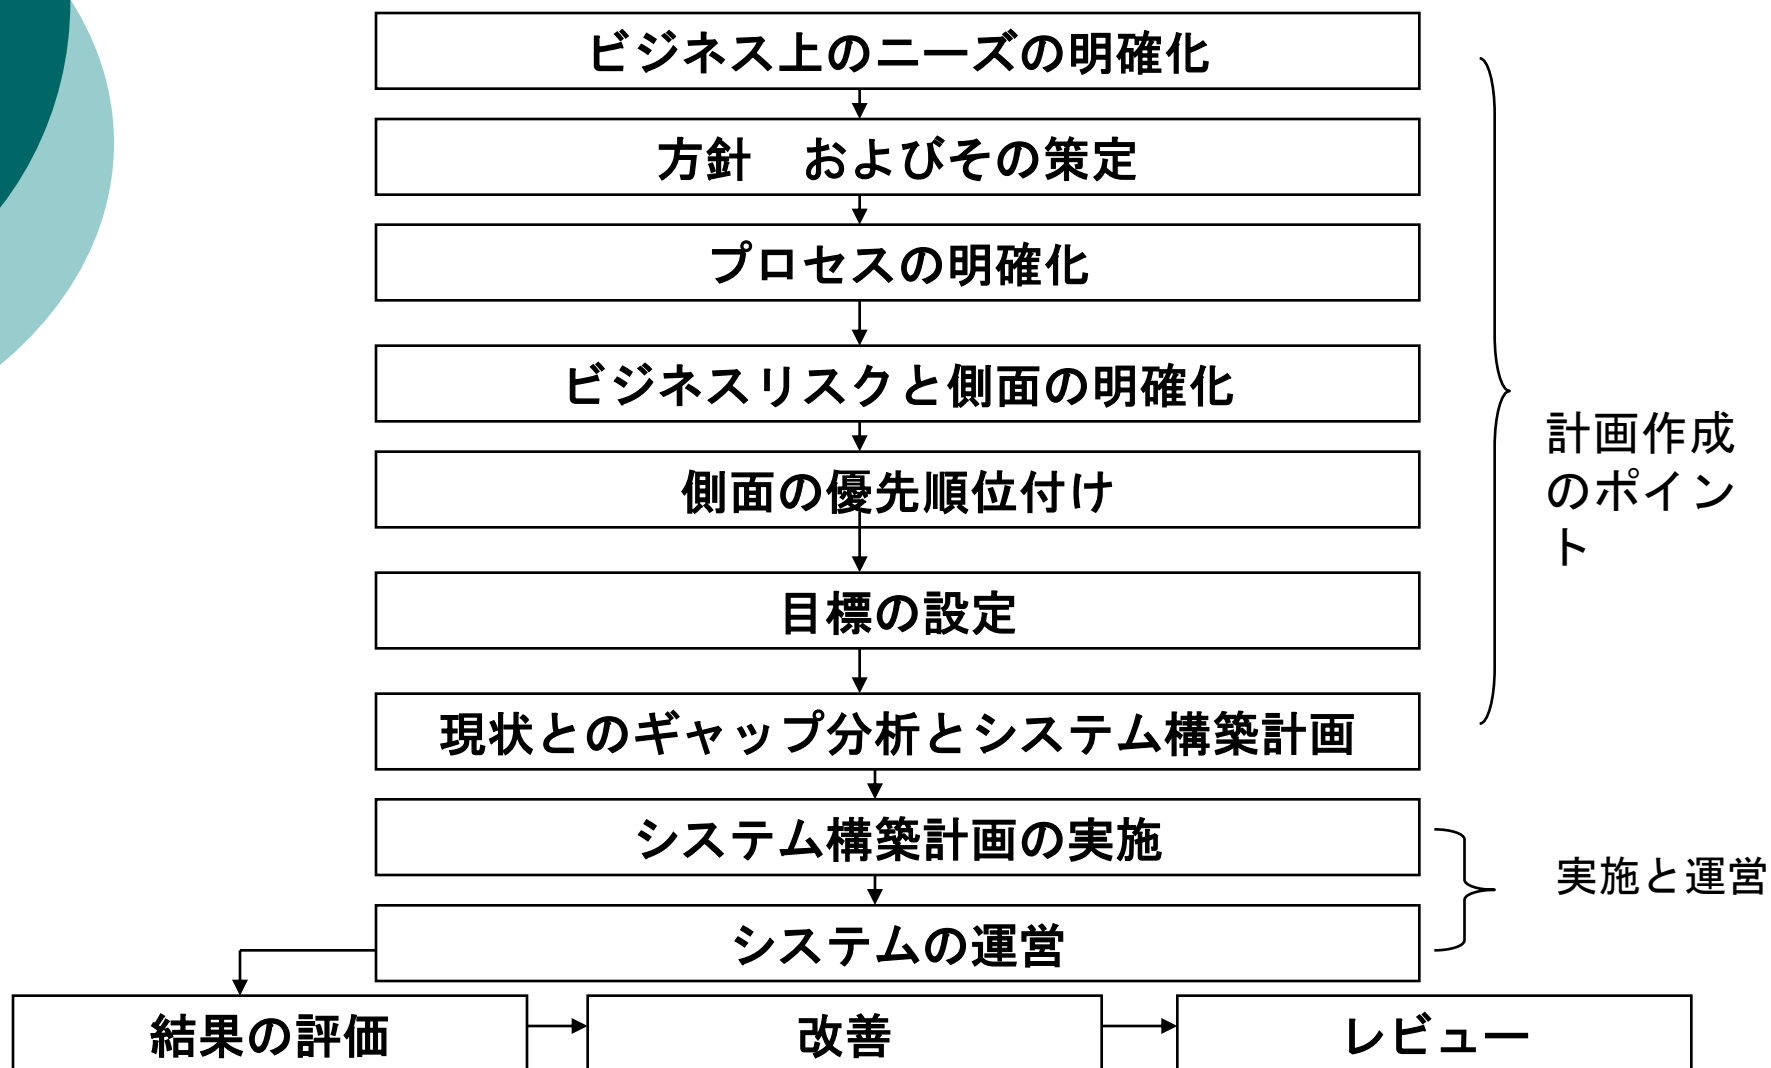 ビジネス上のニーズの明確化
方針　およびその策定
プロセスの明確化
ビジネスリスクと側面の明確化
側面の優先順位付け
目標の設定
現状とのギャップ分析とシステム構築計画
計画作成
のポイン
ト
システム構築計画の実施
システムの運営
実施と運営
結果の評価
改善
レビュー